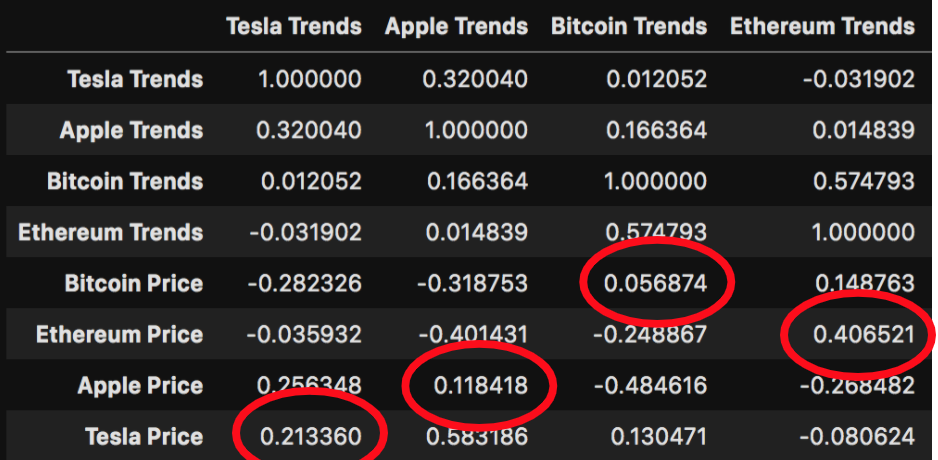 Tesla Trends Apple Trends Bitcoin Trends Ethereum Trends
Tesla Trends 1.000000 0.320040 0.012052 -0.031902
Apple Trends 0.320040 1.000000 0.166364 0.014839
Bitcoin Trends 0.012052 0.166364 1.000000 0.574793
Ethereum Trends -0.031902 0.014839 0.574793 1.000000
Bitcoin Price -0.282326 -0.318753 0.056874 0.148763
Ethereum Price -0.035932 -0.401431 -0.248867 0.406521
Apple Price 0.256348 0.118418 -0.484616 -0.268482
Tesla Price 0.213360 0.583186 0.130471 -0.080624